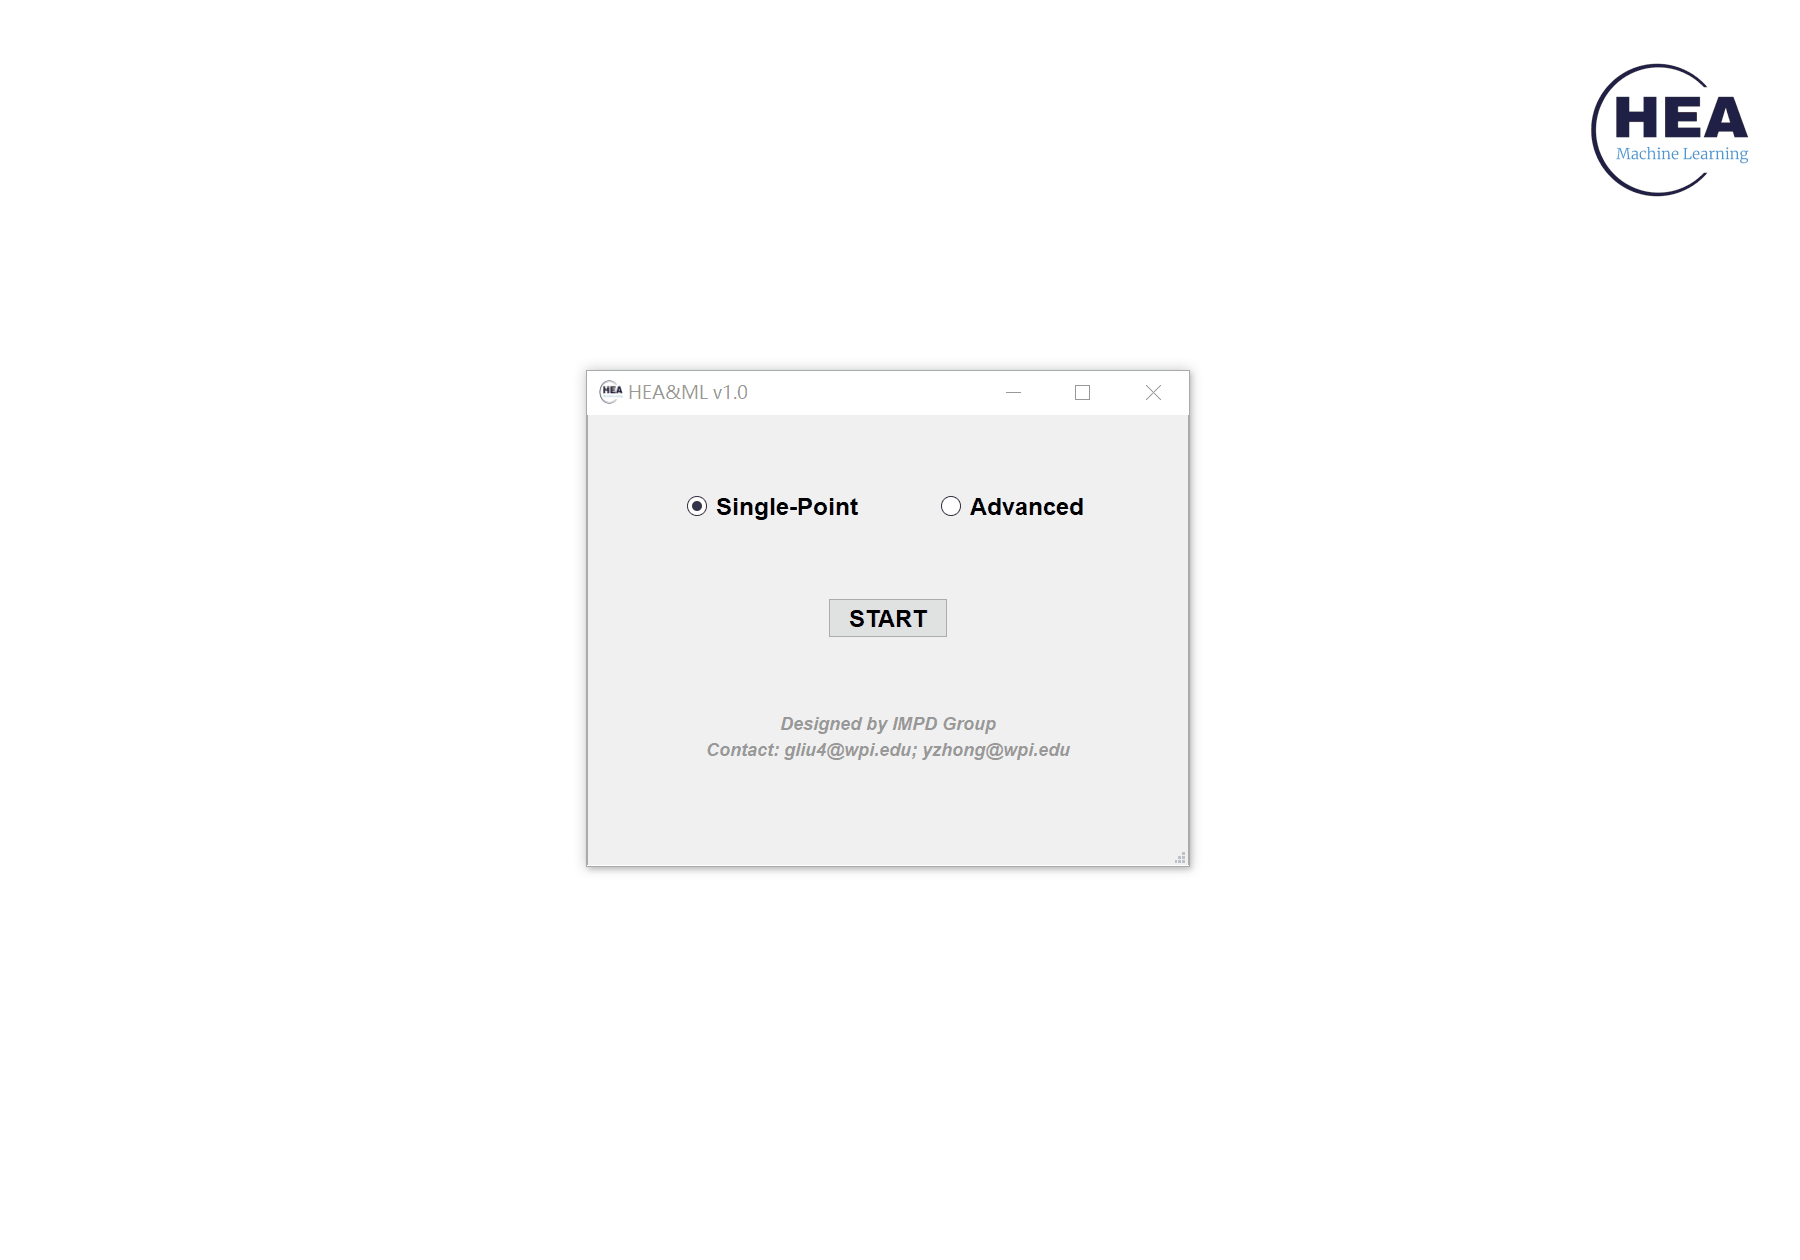 HEA
Machine Learning
HEA
HEA&ML v1.0
Single-Point
Advanced
START
Designed by IMPD Group
Contact: gliu4@wpi.edu; yzhong@wpi.edu